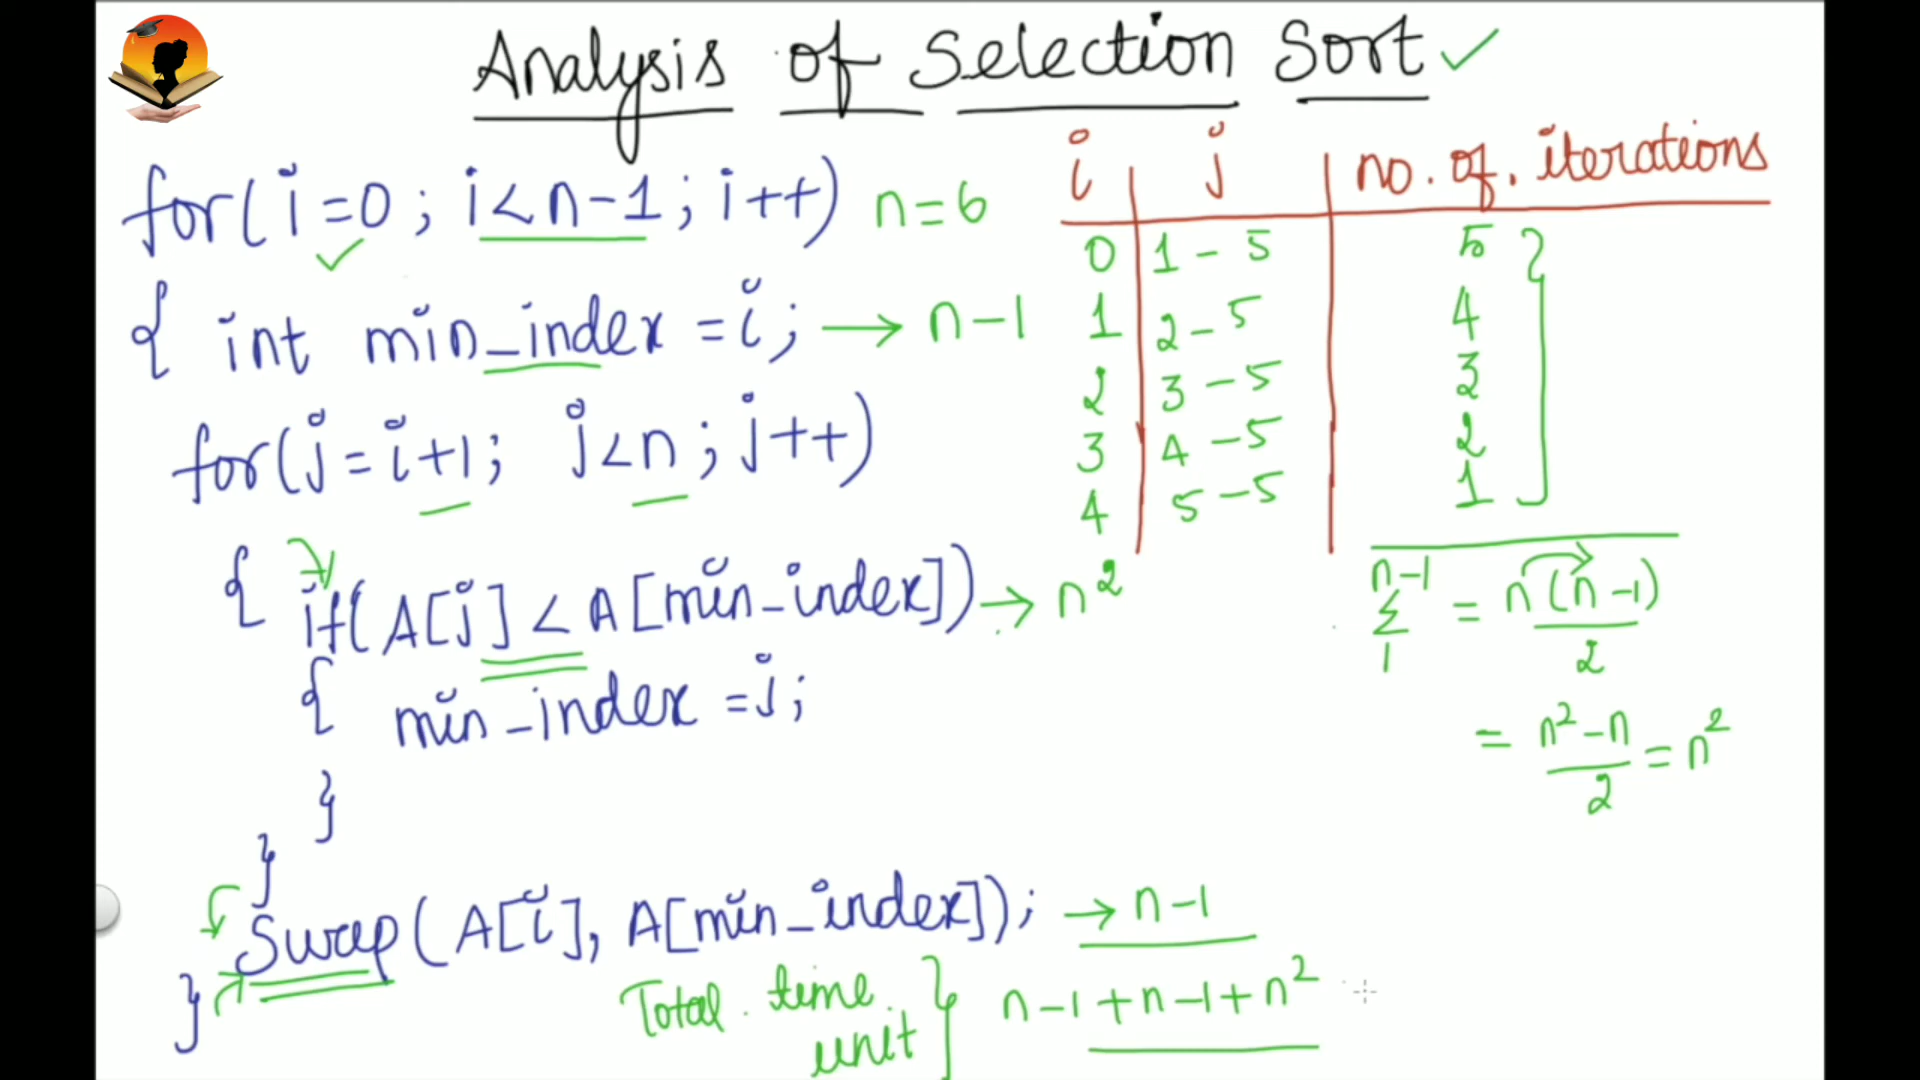 Analysis of Selection Sort ✓
for(i=0; i<n-1; i++) n=6
{ int min_index = i; → n-1
for(j=i+1; j<n; j++)
{ if(A[j] < A[min_index]) → n²
{ min_index = j;
}
}
Swap(A[i], A[min_index]); → n-1
}
Total time unit } n-1 + n-1 + n²
i | j | no. of. iterations
0 | 1 - 5 | 5
1 | 2 - 5 | 4
2 | 3 - 5 | 3
3 | 4 - 5 | 2
4 | 5 - 5 | 1
n-1 Σ 1 = n(n-1) / 2
= n² - n / 2 = n²